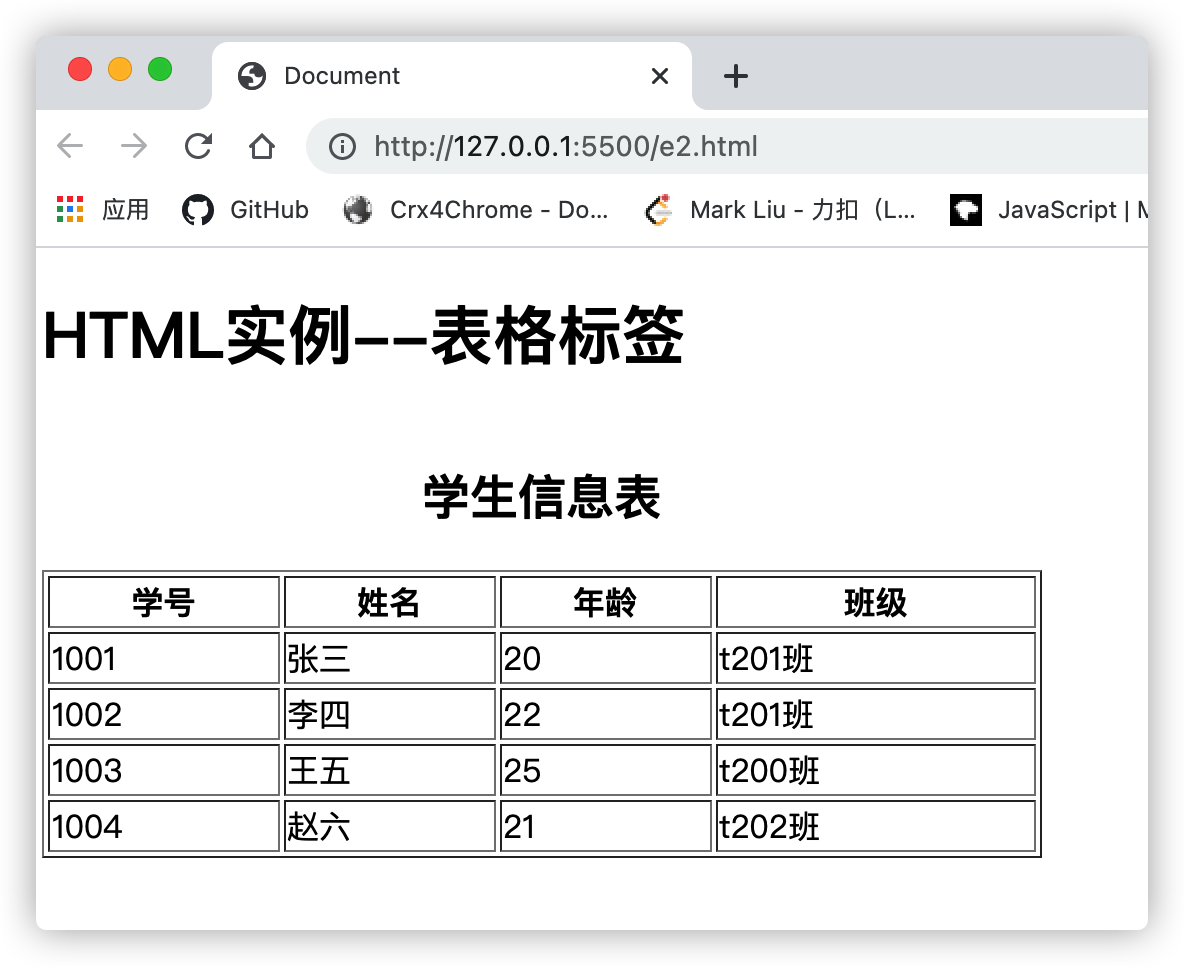 Document
http://127.0.0.1:5500/e2.html
应用 GitHub Crx4Chrome - Do... Mark Liu - 力扣（L... JavaScript | M
HTML实例--表格标签
学生信息表
学号 姓名 年龄 班级
1001 张三 20 t201班
1002 李四 22 t201班
1003 王五 25 t200班
1004 赵六 21 t202班